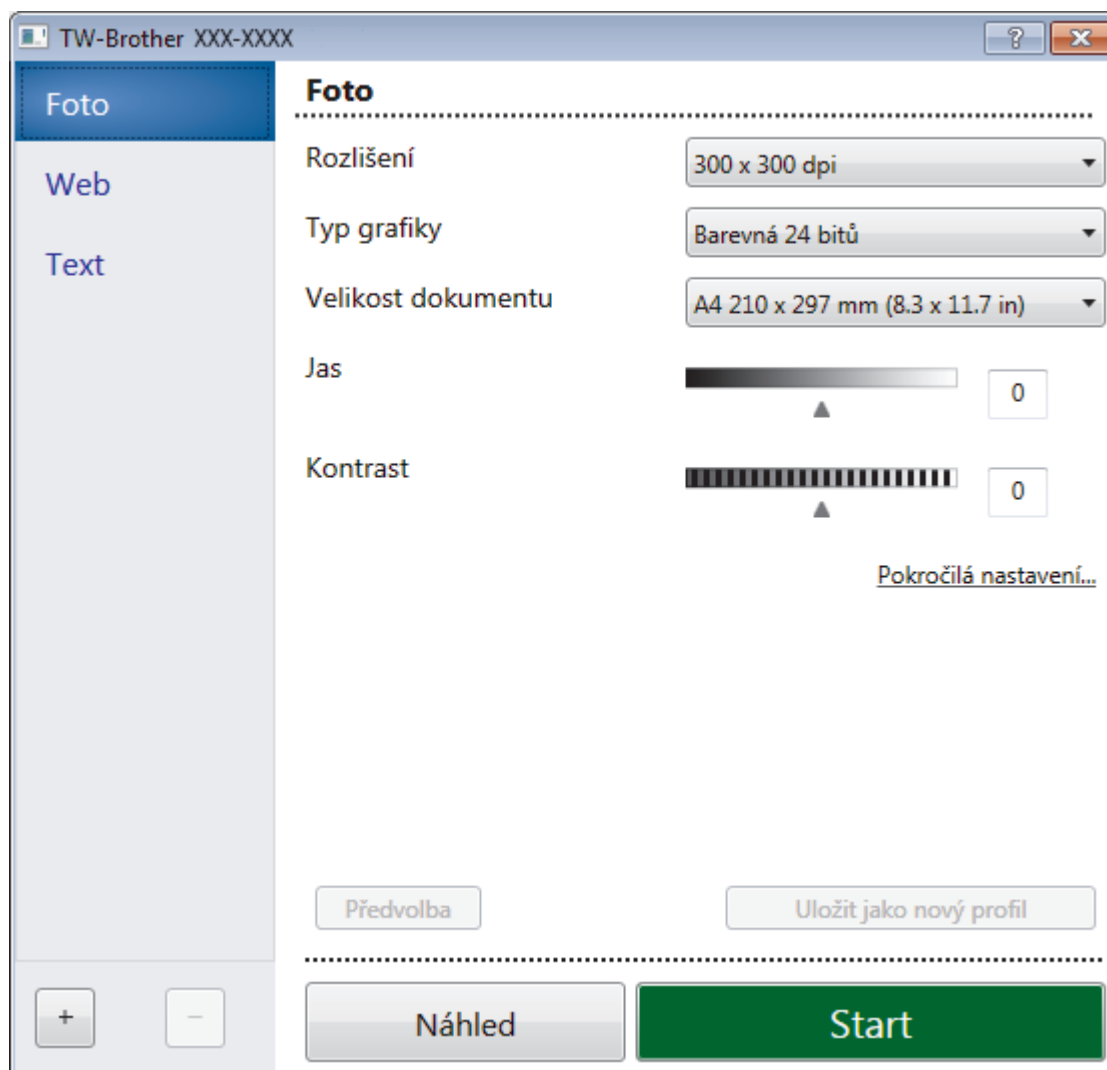 TW-Brother XXX-XXXX
?
Foto
Web
Text
Foto
Rozlišení
300 x 300 dpi
Typ grafiky
Barevná 24 bitů
Velikost dokumentu
A4 210 x 297 mm (8.3 x 11.7 in)
Jas
0
Kontrast
0
Pokročilá nastavení...
Předvolba
Uložit jako nový profil
+
−
Náhled
Start